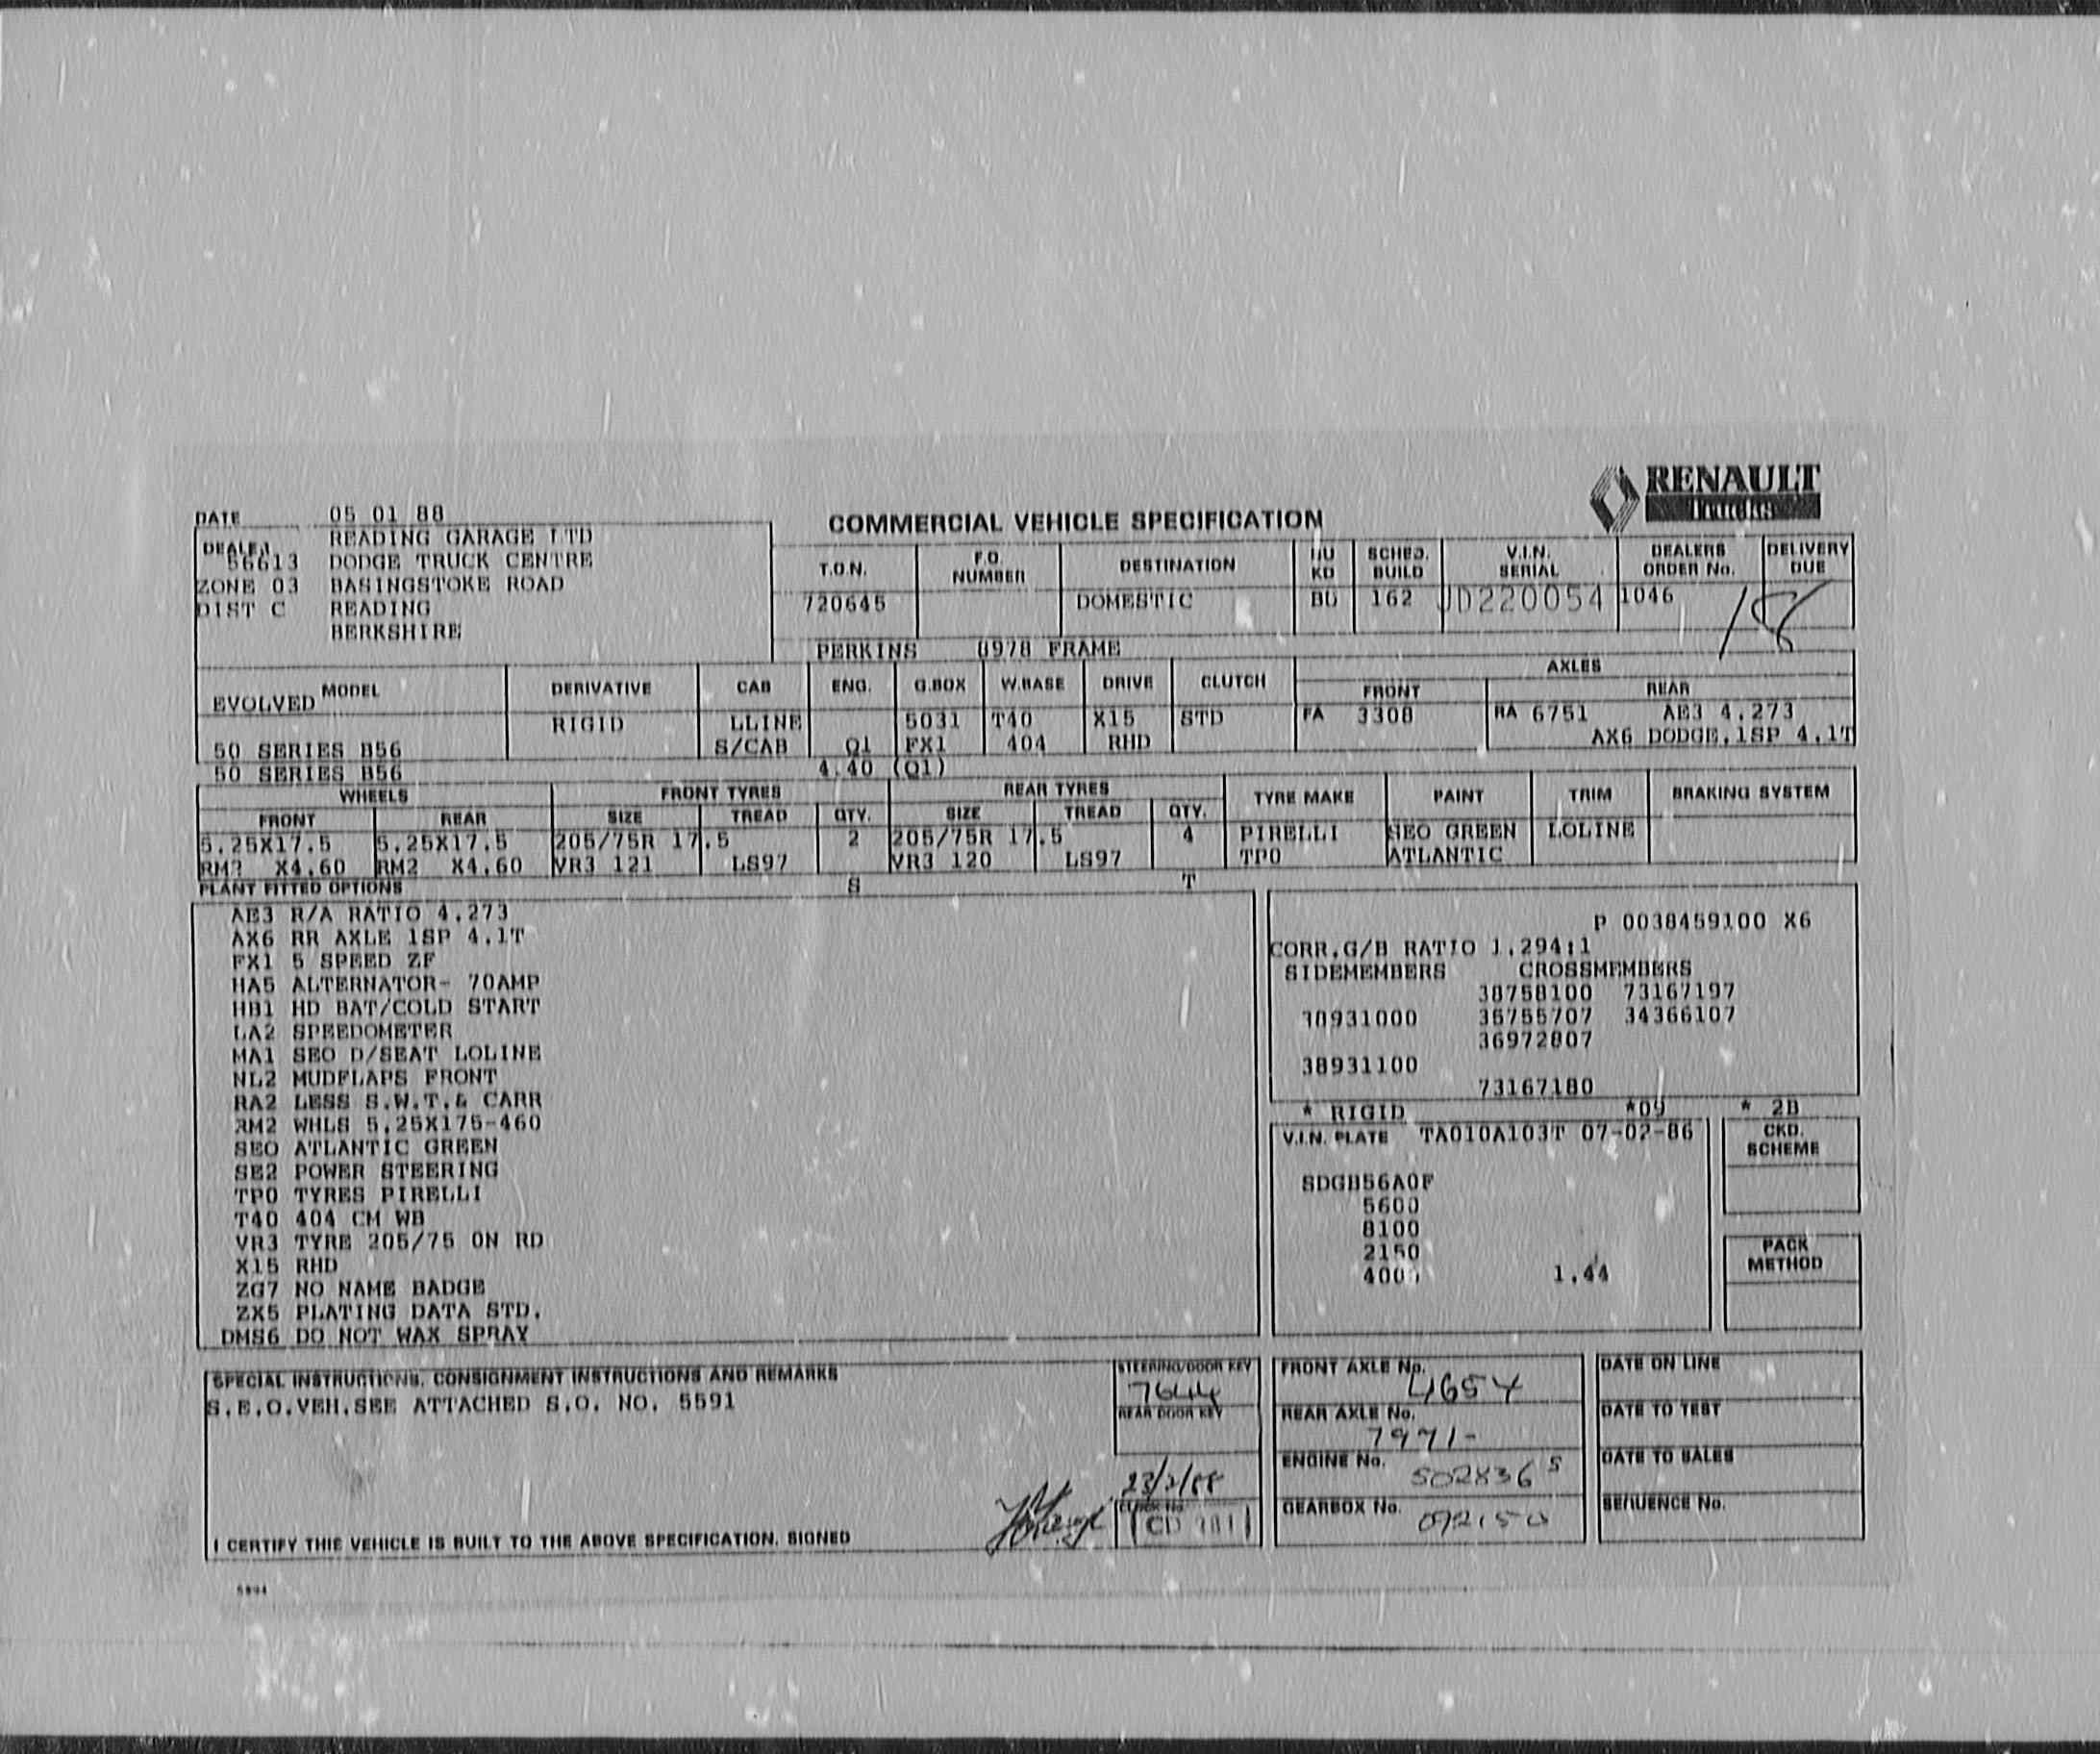 RENAULT
Trucks
DATE 05 01 88
COMMERCIAL VEHICLE SPECIFICATION
READING GARAGE LTD
56613 DODGE TRUCK CENTRE
ZONE 03 BASINGSTOKE ROAD
DIST C READING
BERKSHIRE
T.O.N. F.O. NUMBER DESTINATION BU KD SCHED. BUILD V.I.N. SERIAL DEALERS ORDER No. DELIVERY DUE
720645 DOMESTIC BU 162 JD220054 1046 18
PERKINS 0978 FRAME
MODEL DERIVATIVE CAB ENG. G.BOX W.BASE DRIVE CLUTCH AXLES
FRONT REAR
EVOLVED
RIGID LLINE 5031 T40 X15 STD FA 3308 RA 6751 AE3 4.273
50 SERIES B56 S/CAB Q1 FX1 404 RHD AX6 DODGE.1SP 4.1T
50 SERIES B56 4.40 (Q1)
WHEELS FRONT TYRES REAR TYRES TYRE MAKE PAINT TRIM BRAKING SYSTEM
FRONT REAR SIZE TREAD QTY. SIZE TREAD QTY.
5.25X17.5 5.25X17.5 205/75R 17.5 2 205/75R 17.5 4 PIRELLI SEO GREEN LOLINE
RM2 X4.60 RM2 X4.60 VR3 121 LS97 VR3 120 LS97 TP0 ATLANTIC
PLANT FITTED OPTIONS S T
AE3 R/A RATIO 4.273
AX6 RR AXLE 1SP 4.1T
FX1 5 SPEED ZF
HA5 ALTERNATOR- 70AMP
HB1 HD BAT/COLD START
LA2 SPEEDOMETER
MA1 SEO D/SEAT LOLINE
NL2 MUDFLAPS FRONT
RA2 LESS S.W.T.& CARR
RM2 WHLS 5.25X175-460
SEO ATLANTIC GREEN
SE2 POWER STEERING
TP0 TYRES PIRELLI
T40 404 CM WB
VR3 TYRE 205/75 ON RD
X15 RHD
ZG7 NO NAME BADGE
ZX5 PLATING DATA STD.
DMS6 DO NOT WAX SPRAY
P 0038459100 X6
CORR.G/B RATIO 1.294:1
SIDEMEMBERS CROSSMEMBERS
38758100 73167197
38931000 35755707 34366107
36972807
38931100
73167180
* RIGID *09 * 2B
V.I.N. PLATE TA010A103T 07-02-86
SDGB56A0F
5600
8100
2150
4000 1.44
CKD. SCHEME
PACK METHOD
SPECIAL INSTRUCTIONS, CONSIGNMENT INSTRUCTIONS AND REMARKS
S.E.O.VEH.SEE ATTACHED S.O. NO. 5591
I CERTIFY THIS VEHICLE IS BUILT TO THE ABOVE SPECIFICATION. SIGNED
STEERING/DOOR KEY
7644
REAR DOOR KEY
23/2/88
CD
FRONT AXLE No. 4654
REAR AXLE No.
7971-
ENGINE No. 5028365
GEARBOX No. 092150
DATE ON LINE
DATE TO TEST
DATE TO SALES
SEQUENCE No.